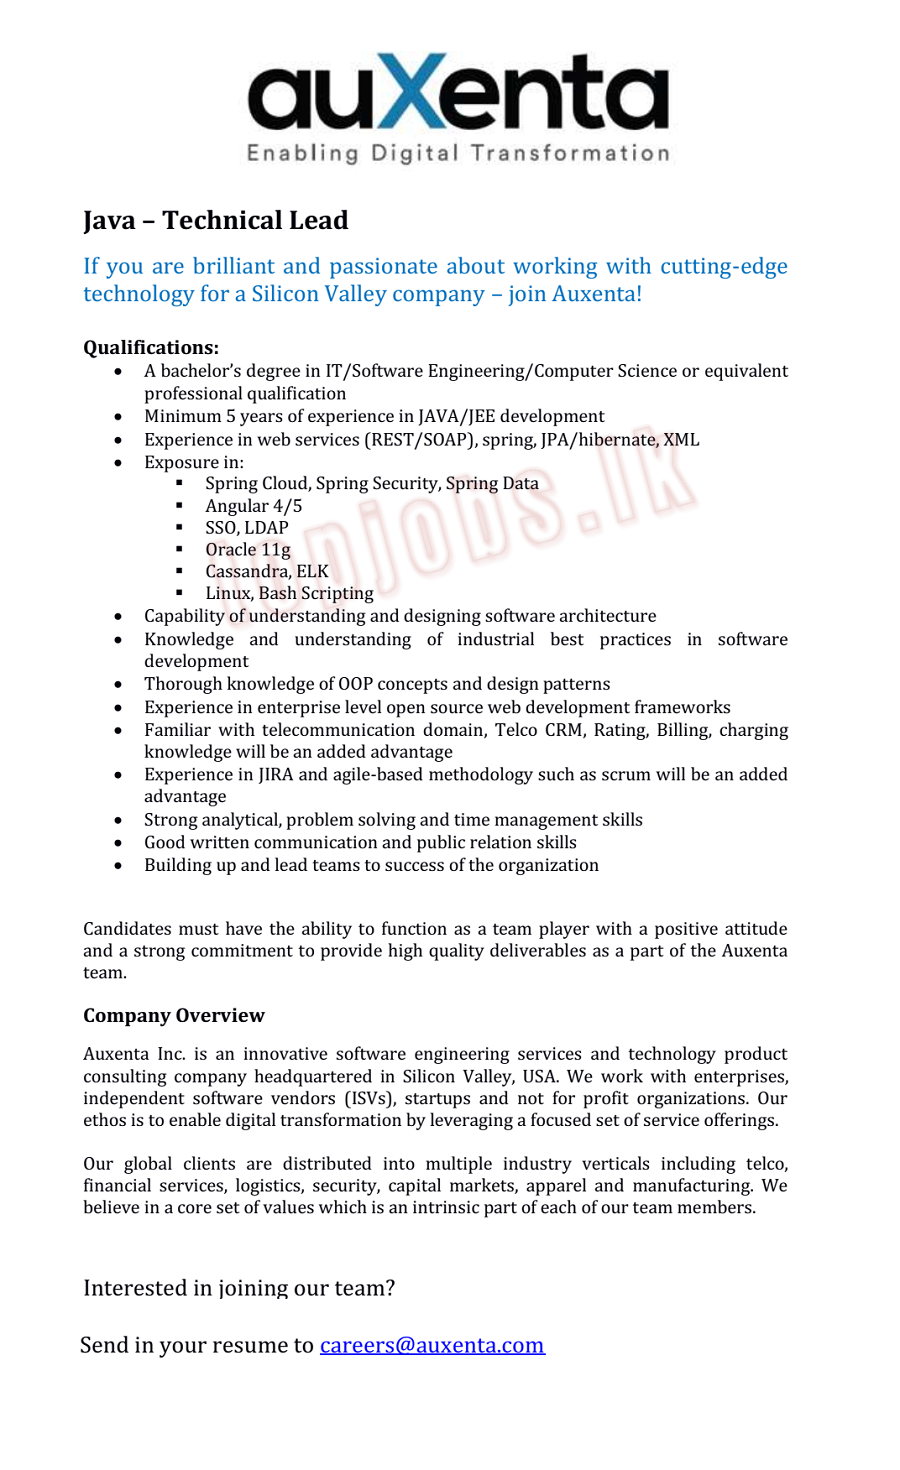 auXenta
Enabling Digital Transformation
Java – Technical Lead
If you are brilliant and passionate about working with cutting-edge
technology for a Silicon Valley company – join Auxenta!
Qualifications:
• A bachelor's degree in IT/Software Engineering/Computer Science or equivalent
professional qualification
• Minimum 5 years of experience in JAVA/JEE development
• Experience in web services (REST/SOAP), spring, JPA/hibernate, XML
• Exposure in:
▪ Spring Cloud, Spring Security, Spring Data
▪ Angular 4/5
▪ SSO, LDAP
▪ Oracle 11g
▪ Cassandra, ELK
▪ Linux, Bash Scripting
topjobs.lk
• Capability of understanding and designing software architecture
• Knowledge and understanding of industrial best practices in software
development
• Thorough knowledge of OOP concepts and design patterns
• Experience in enterprise level open source web development frameworks
• Familiar with telecommunication domain, Telco CRM, Rating, Billing, charging
knowledge will be an added advantage
• Experience in JIRA and agile-based methodology such as scrum will be an added
advantage
• Strong analytical, problem solving and time management skills
• Good written communication and public relation skills
• Building up and lead teams to success of the organization
Candidates must have the ability to function as a team player with a positive attitude
and a strong commitment to provide high quality deliverables as a part of the Auxenta
team.
Company Overview
Auxenta Inc. is an innovative software engineering services and technology product
consulting company headquartered in Silicon Valley, USA. We work with enterprises,
independent software vendors (ISVs), startups and not for profit organizations. Our
ethos is to enable digital transformation by leveraging a focused set of service offerings.
Our global clients are distributed into multiple industry verticals including telco,
financial services, logistics, security, capital markets, apparel and manufacturing. We
believe in a core set of values which is an intrinsic part of each of our team members.
Interested in joining our team?
Send in your resume to careers@auxenta.com